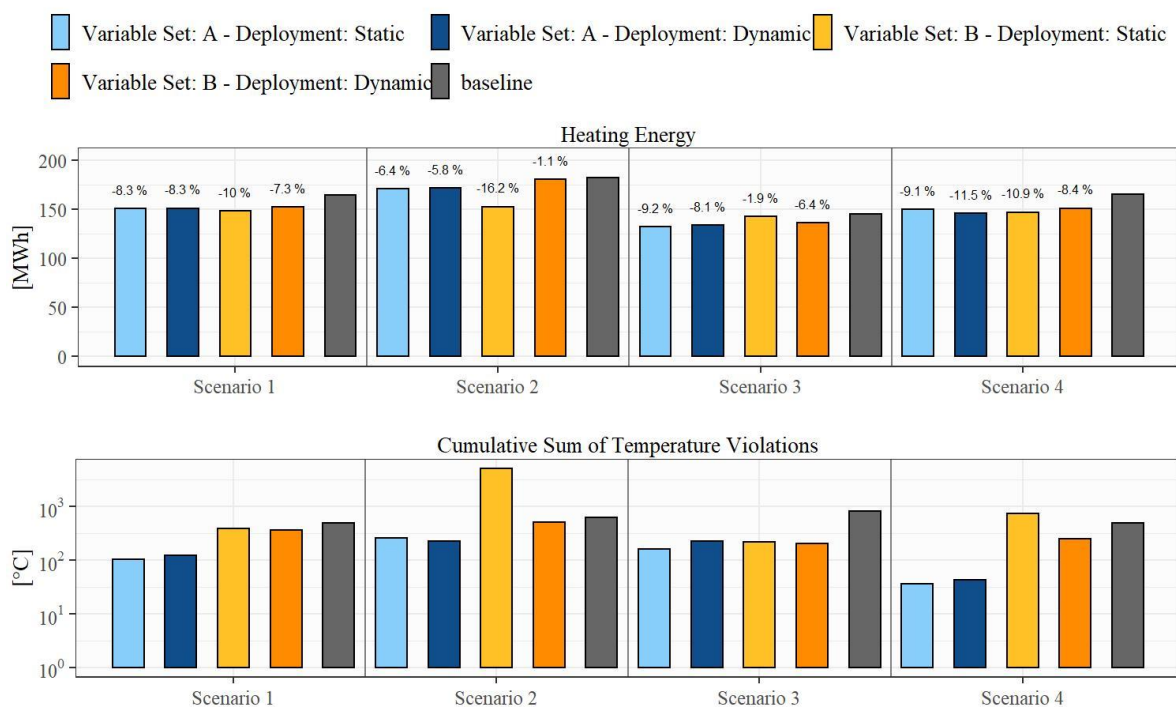 Variable Set: A - Deployment: Static
Variable Set: A - Deployment: Dynamic
Variable Set: B - Deployment: Static
Variable Set: B - Deployment: Dynamic
baseline
Heating Energy
[MWh]
200
150
100
50
0
-8.3 %
-8.3 %
-10 %
-7.3 %
-6.4 %
-5.8 %
-16.2 %
-1.1 %
-9.2 %
-8.1 %
-1.9 %
-6.4 %
-9.1 %
-11.5 %
-10.9 %
-8.4 %
Scenario 1
Scenario 2
Scenario 3
Scenario 4
Cumulative Sum of Temperature Violations
[°C]
10³
10²
10¹
10⁰
Scenario 1
Scenario 2
Scenario 3
Scenario 4